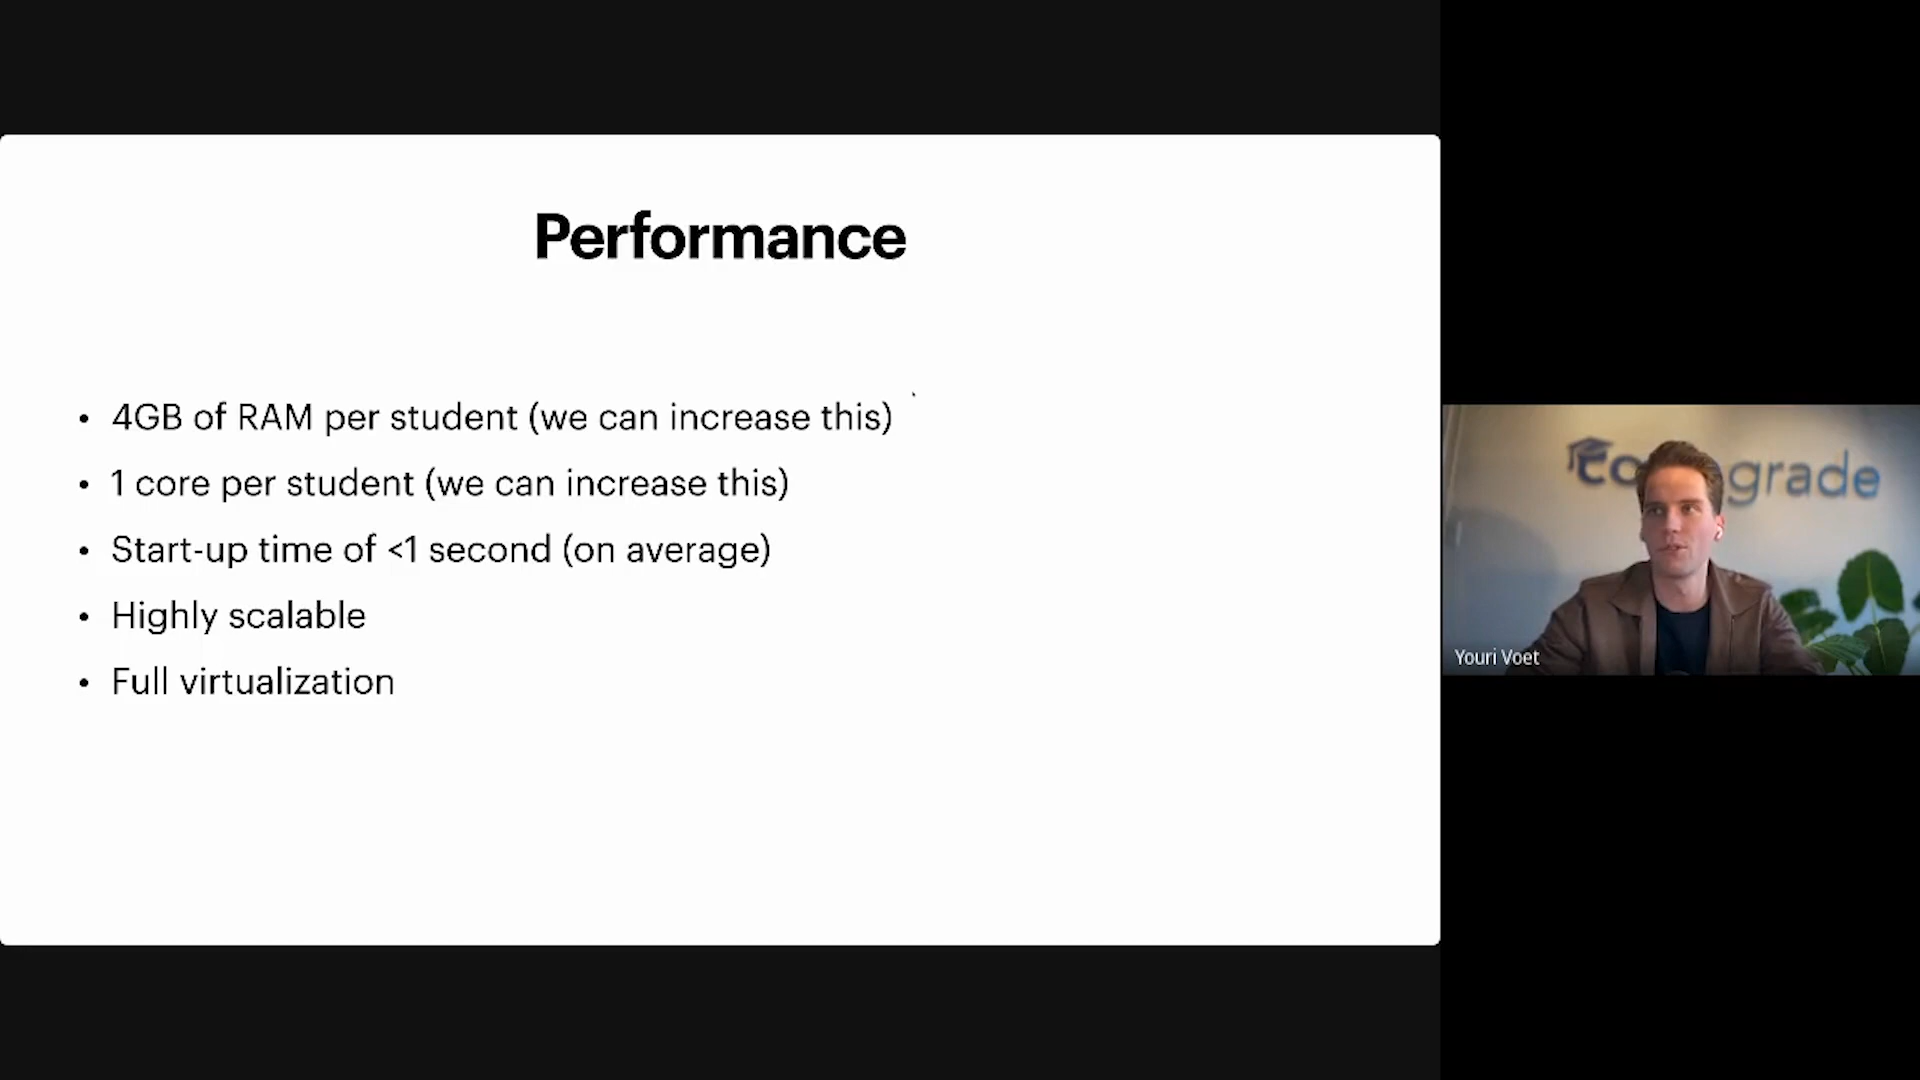 Performance
• 4GB of RAM per student (we can increase this)
• 1 core per student (we can increase this)
• Start-up time of <1 second (on average)
• Highly scalable
• Full virtualization
grade
Youri Voet